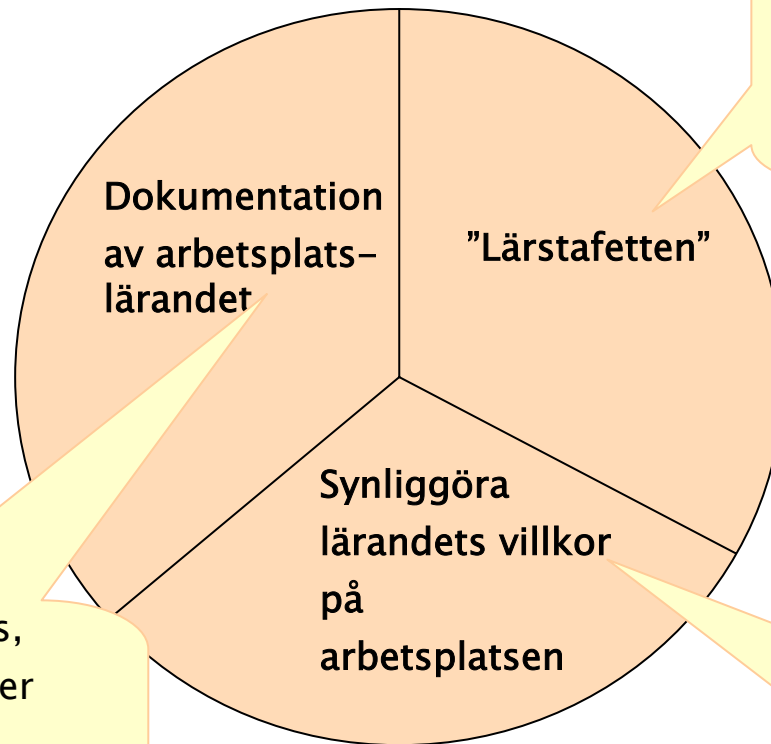 Dokumentation
av arbetsplats–
lärandet
”Lärstafetten”
Synliggöra
lärandets villkor
på
arbetsplatsen